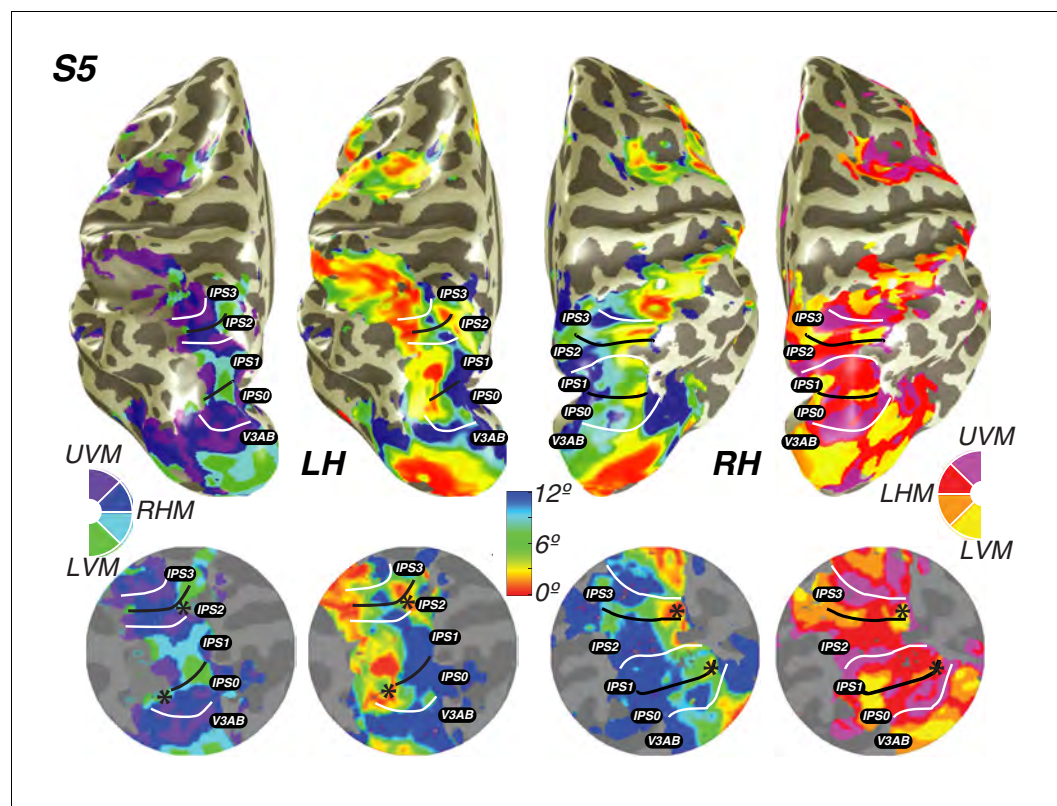 S5
IPS3
IPS2
IPS1
IPS0
V3AB
IPS3
IPS2
IPS1
IPS0
V3AB
IPS3
IPS2
IPS1
IPS0
V3AB
IPS3
IPS2
IPS1
IPS0
V3AB
LH
RH
UVM
RHM
LVM
12º
6º
0º
UVM
LHM
LVM
IPS3
*
IPS2
IPS1
*
IPS0
V3AB
IPS3
*
IPS2
IPS1
*
IPS0
V3AB
IPS3
*
IPS2
*
IPS1
IPS0
V3AB
IPS3
*
IPS2
*
IPS1
IPS0
V3AB